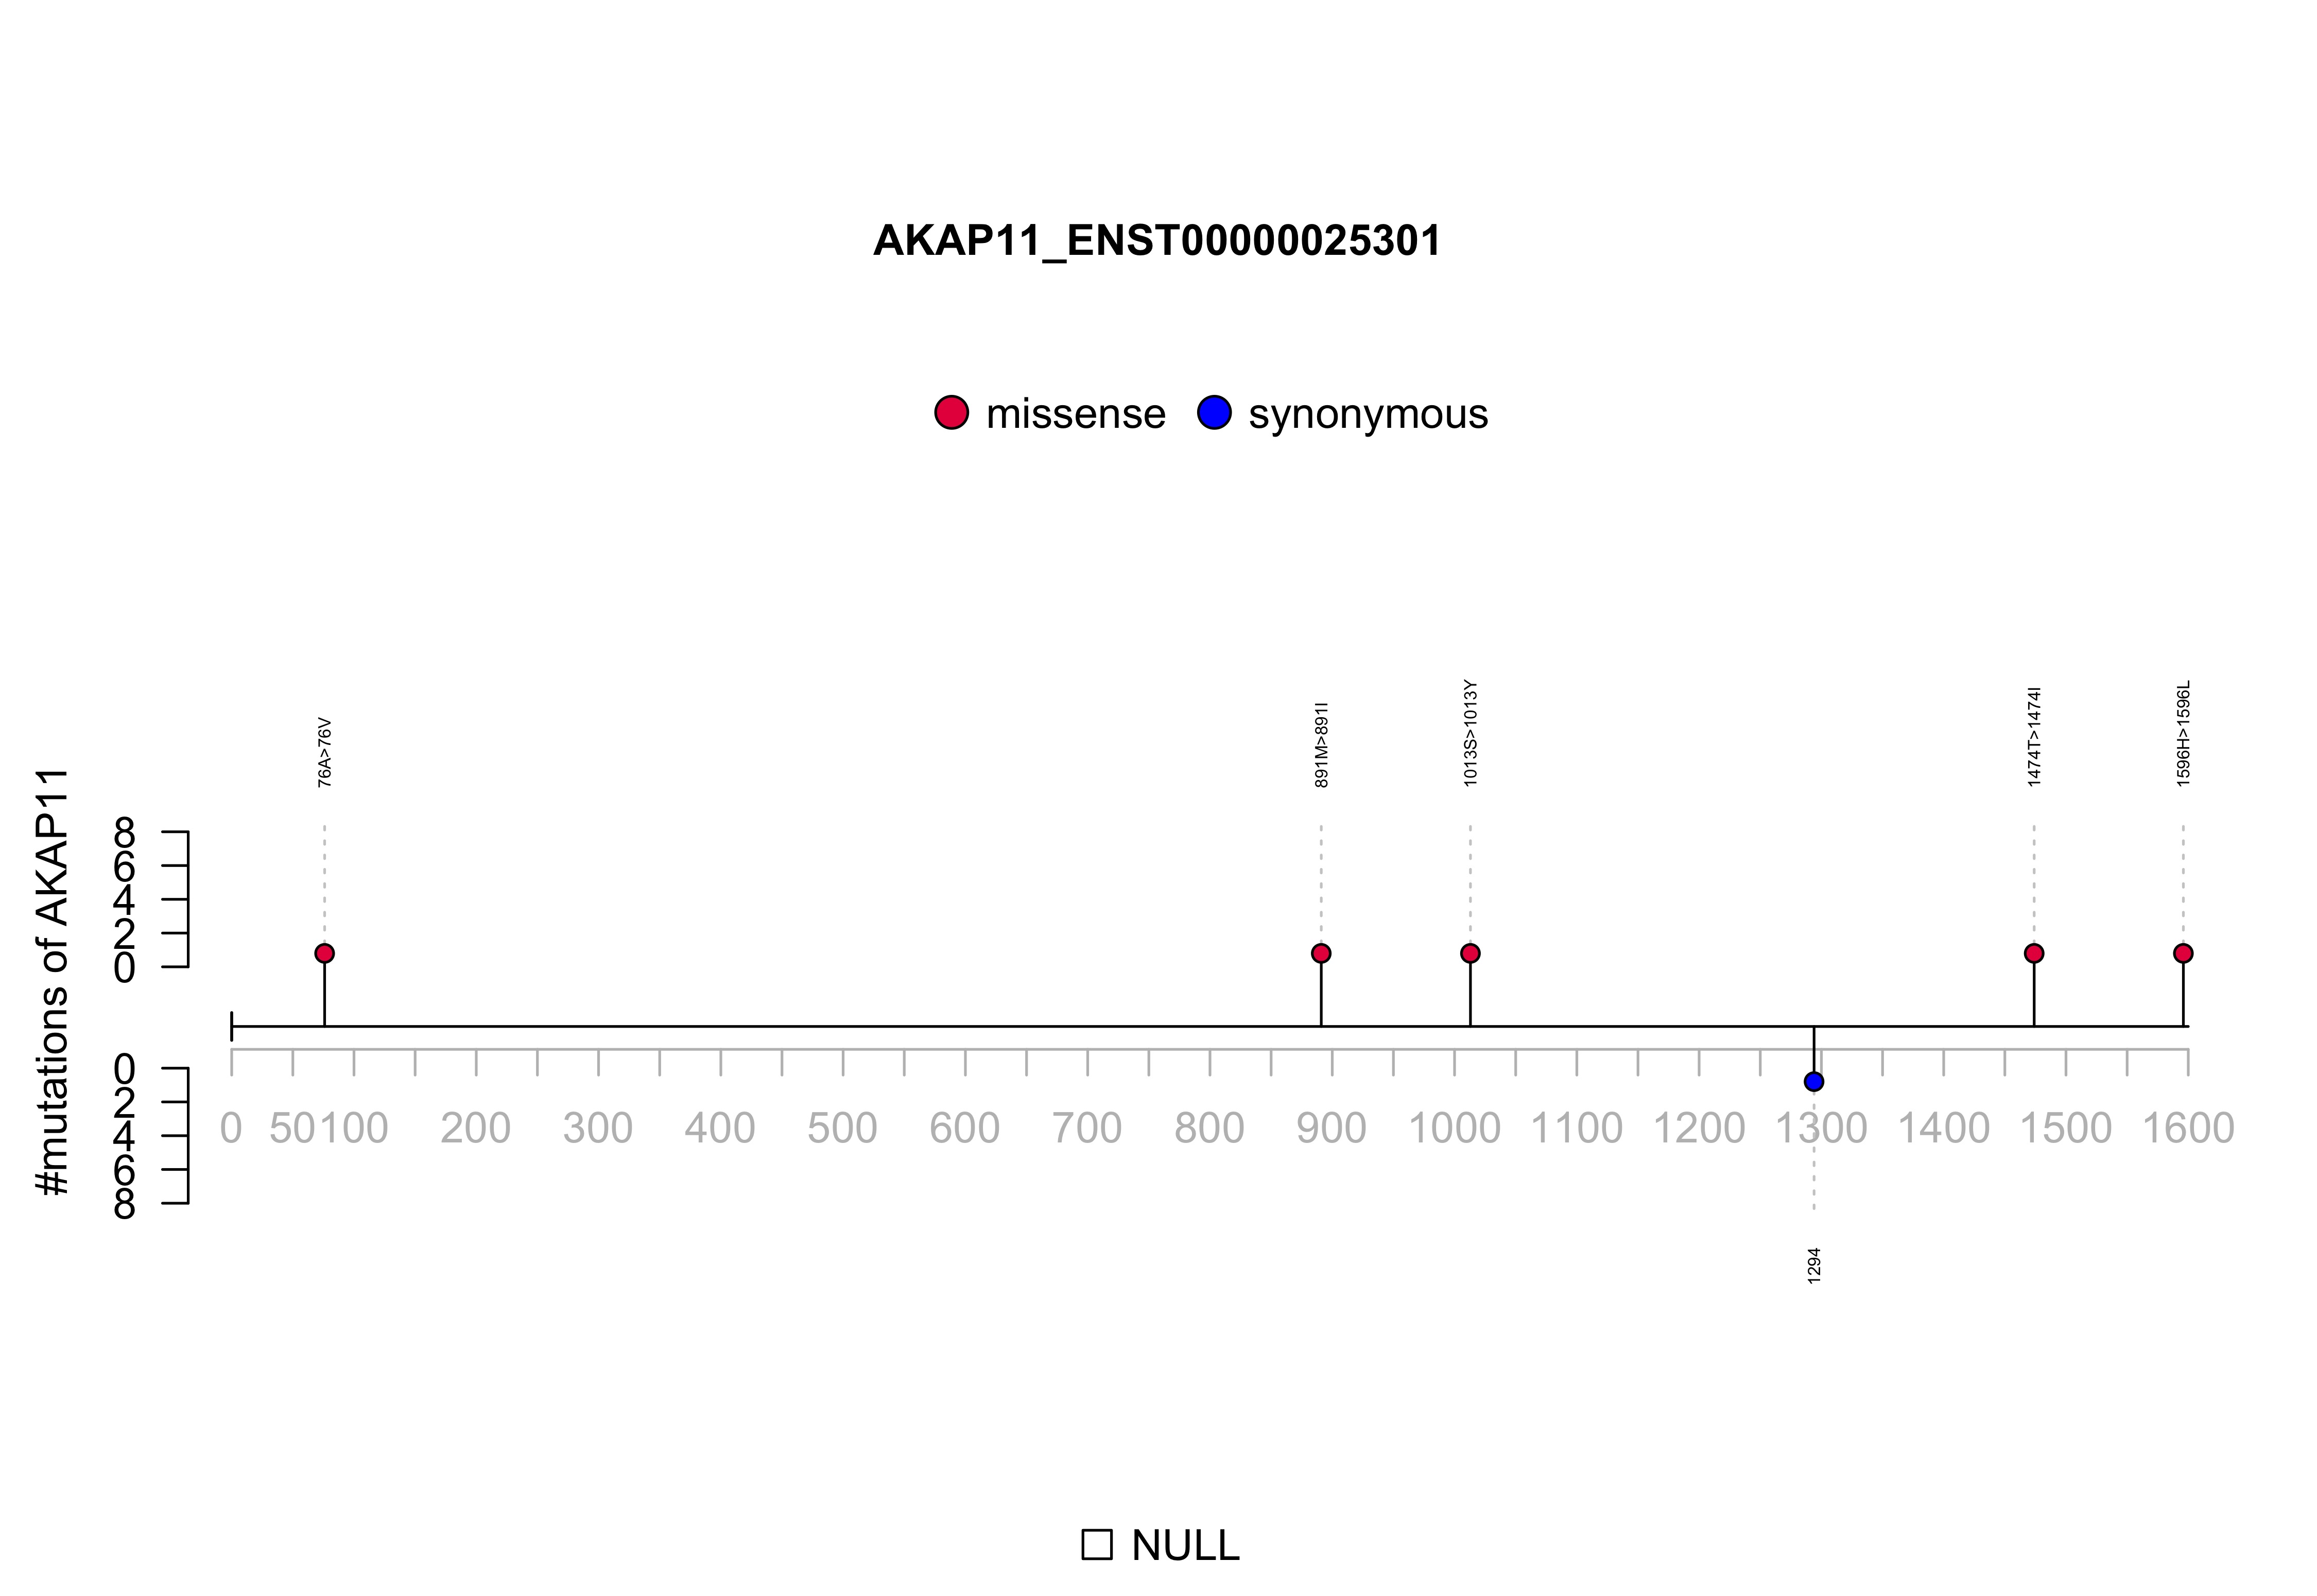 AKAP11_ENST00000025301
missense
synonymous
76A>76V
891M>891I
1013S>1013Y
1474T>1474I
1596H>1596L
#mutations of AKAP11
8
6
4
2
0
0
2
4
6
8
0 50 100 200 300 400 500 600 700 800 900 1000 1100 1200 1300 1400 1500 1600
1294
NULL